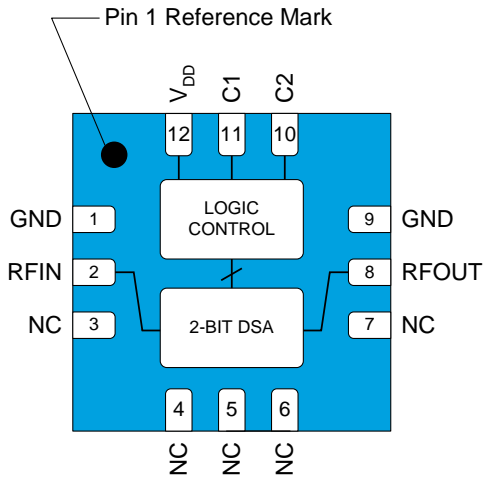 Pin 1 Reference Mark
VDD
C1
C2
12
11
10
GND
1
LOGIC
CONTROL
9
GND
RFIN
2
8
RFOUT
NC
3
2-BIT DSA
7
NC
4
5
6
NC
NC
NC